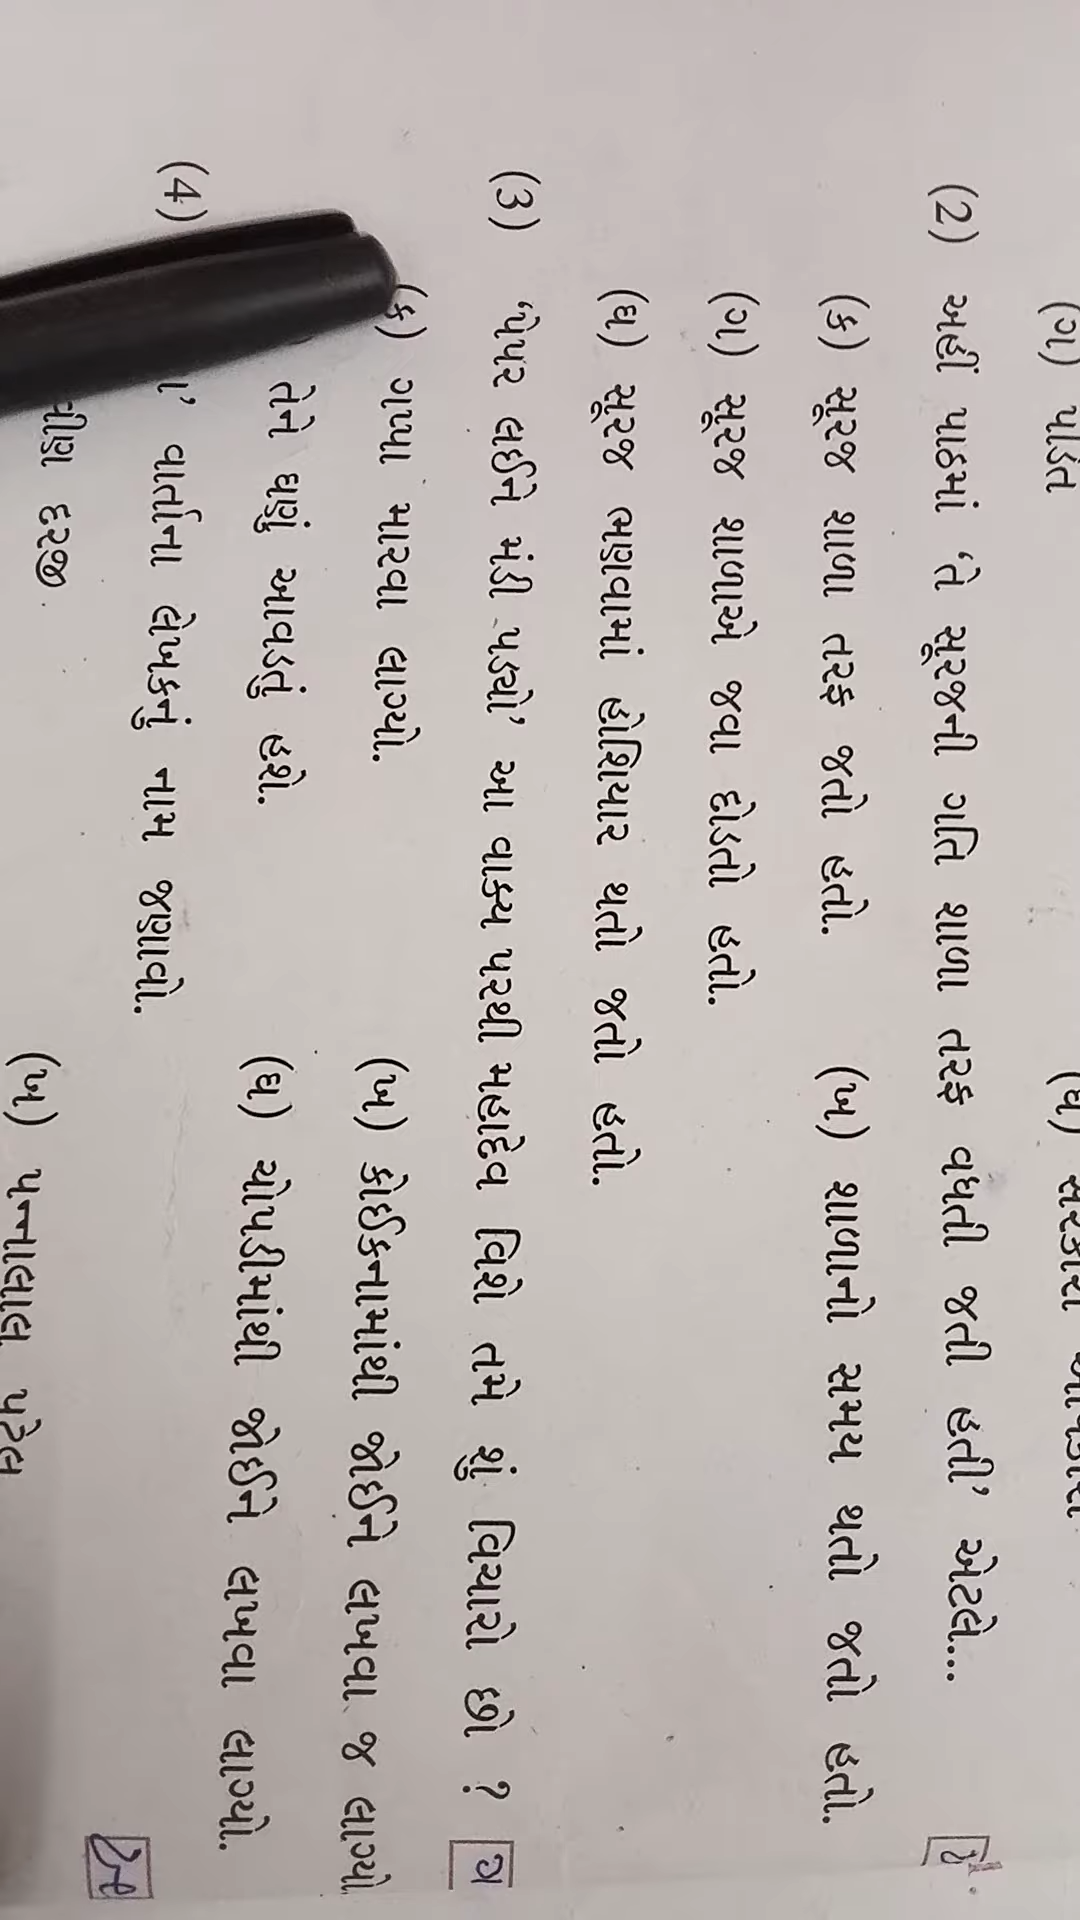 (ગ) પંડિત (ઘ) સરકારી
(2) અહીં પાઠમાં ‘તે સૂરજની ગતિ શાળા તરફ વધતી જતી હતી’ એટલે...
(ક) સૂરજ શાળા તરફ જતો હતો. (ખ) શાળાનો સમય થતો જતો હતો.
(ગ) સૂરજ શાળાએ જવા દોડતો હતો.
(ઘ) સૂરજ ભણવામાં હોશિયાર થતો જતો હતો.
(3) ‘પેપર લઈને મંડી પડ્યો’ આ વાક્ય પરથી મહાદેવ વિશે તમે શું વિચારો છો ? ગ
(ક) ગપ્પા મારવા લાગ્યો. (ખ) કોઈકનામાંથી જોઈને લખવા જ લાગ્યો
તેને ઘણું આવડતું હશે. (ઘ) ચોપડીમાંથી જોઈને લખવા લાગ્યો.
(4) વાર્તાના લેખકનું નામ જણાવો.
દરજી (ખ) પન્નાલાલ પટેલ